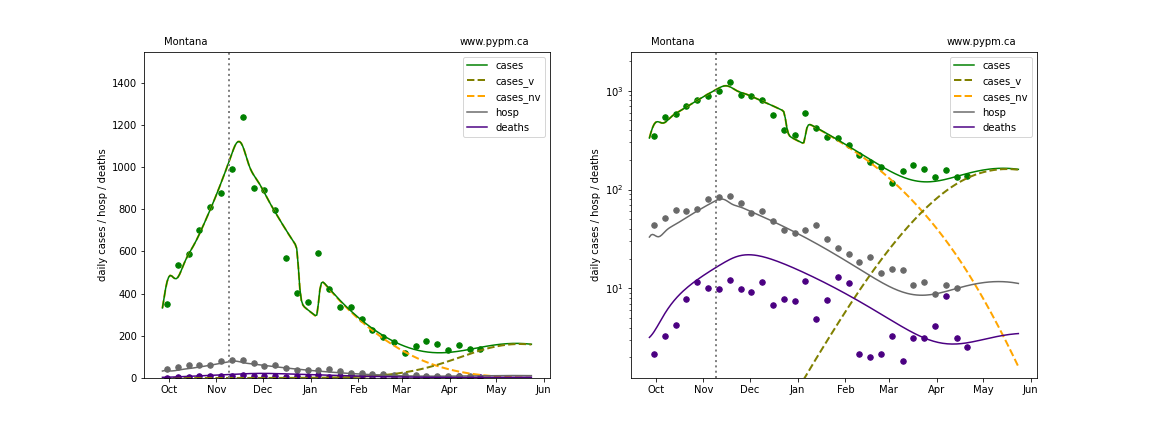 Montana www.pypm.ca
daily cases / hosp / deaths
1400
1200
1000
800
600
400
200
0
Oct Nov Dec Jan Feb Mar Apr May Jun
cases
cases_v
cases_nv
hosp
deaths
Montana www.pypm.ca
daily cases / hosp / deaths
10³
10²
10¹
Oct Nov Dec Jan Feb Mar Apr May Jun
cases
cases_v
cases_nv
hosp
deaths